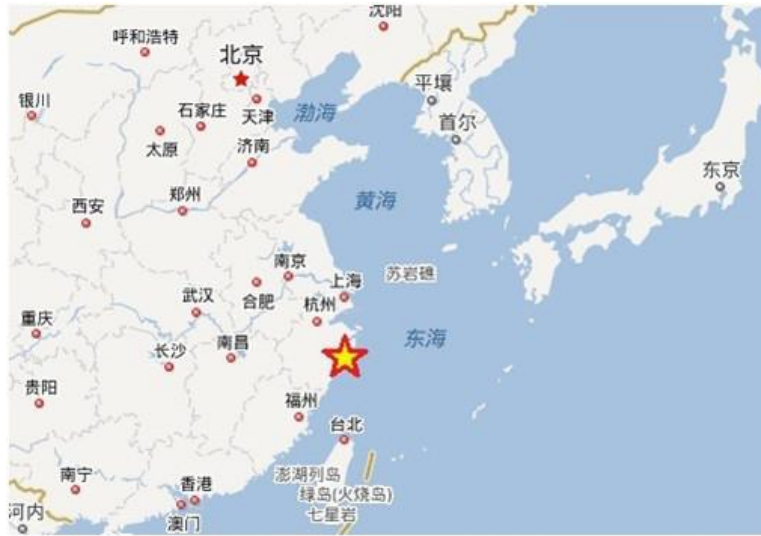 沈阳
呼和浩特
北京
平壤
银川
石家庄
天津
渤海
首尔
太原
济南
东京
郑州
黄海
西安
南京
苏岩礁
上海
合肥
武汉
杭州
重庆
东海
南昌
长沙
贵阳
福州
台北
澎湖列岛
南宁
香港
绿岛(火烧岛)
七星岩
河内
澳门